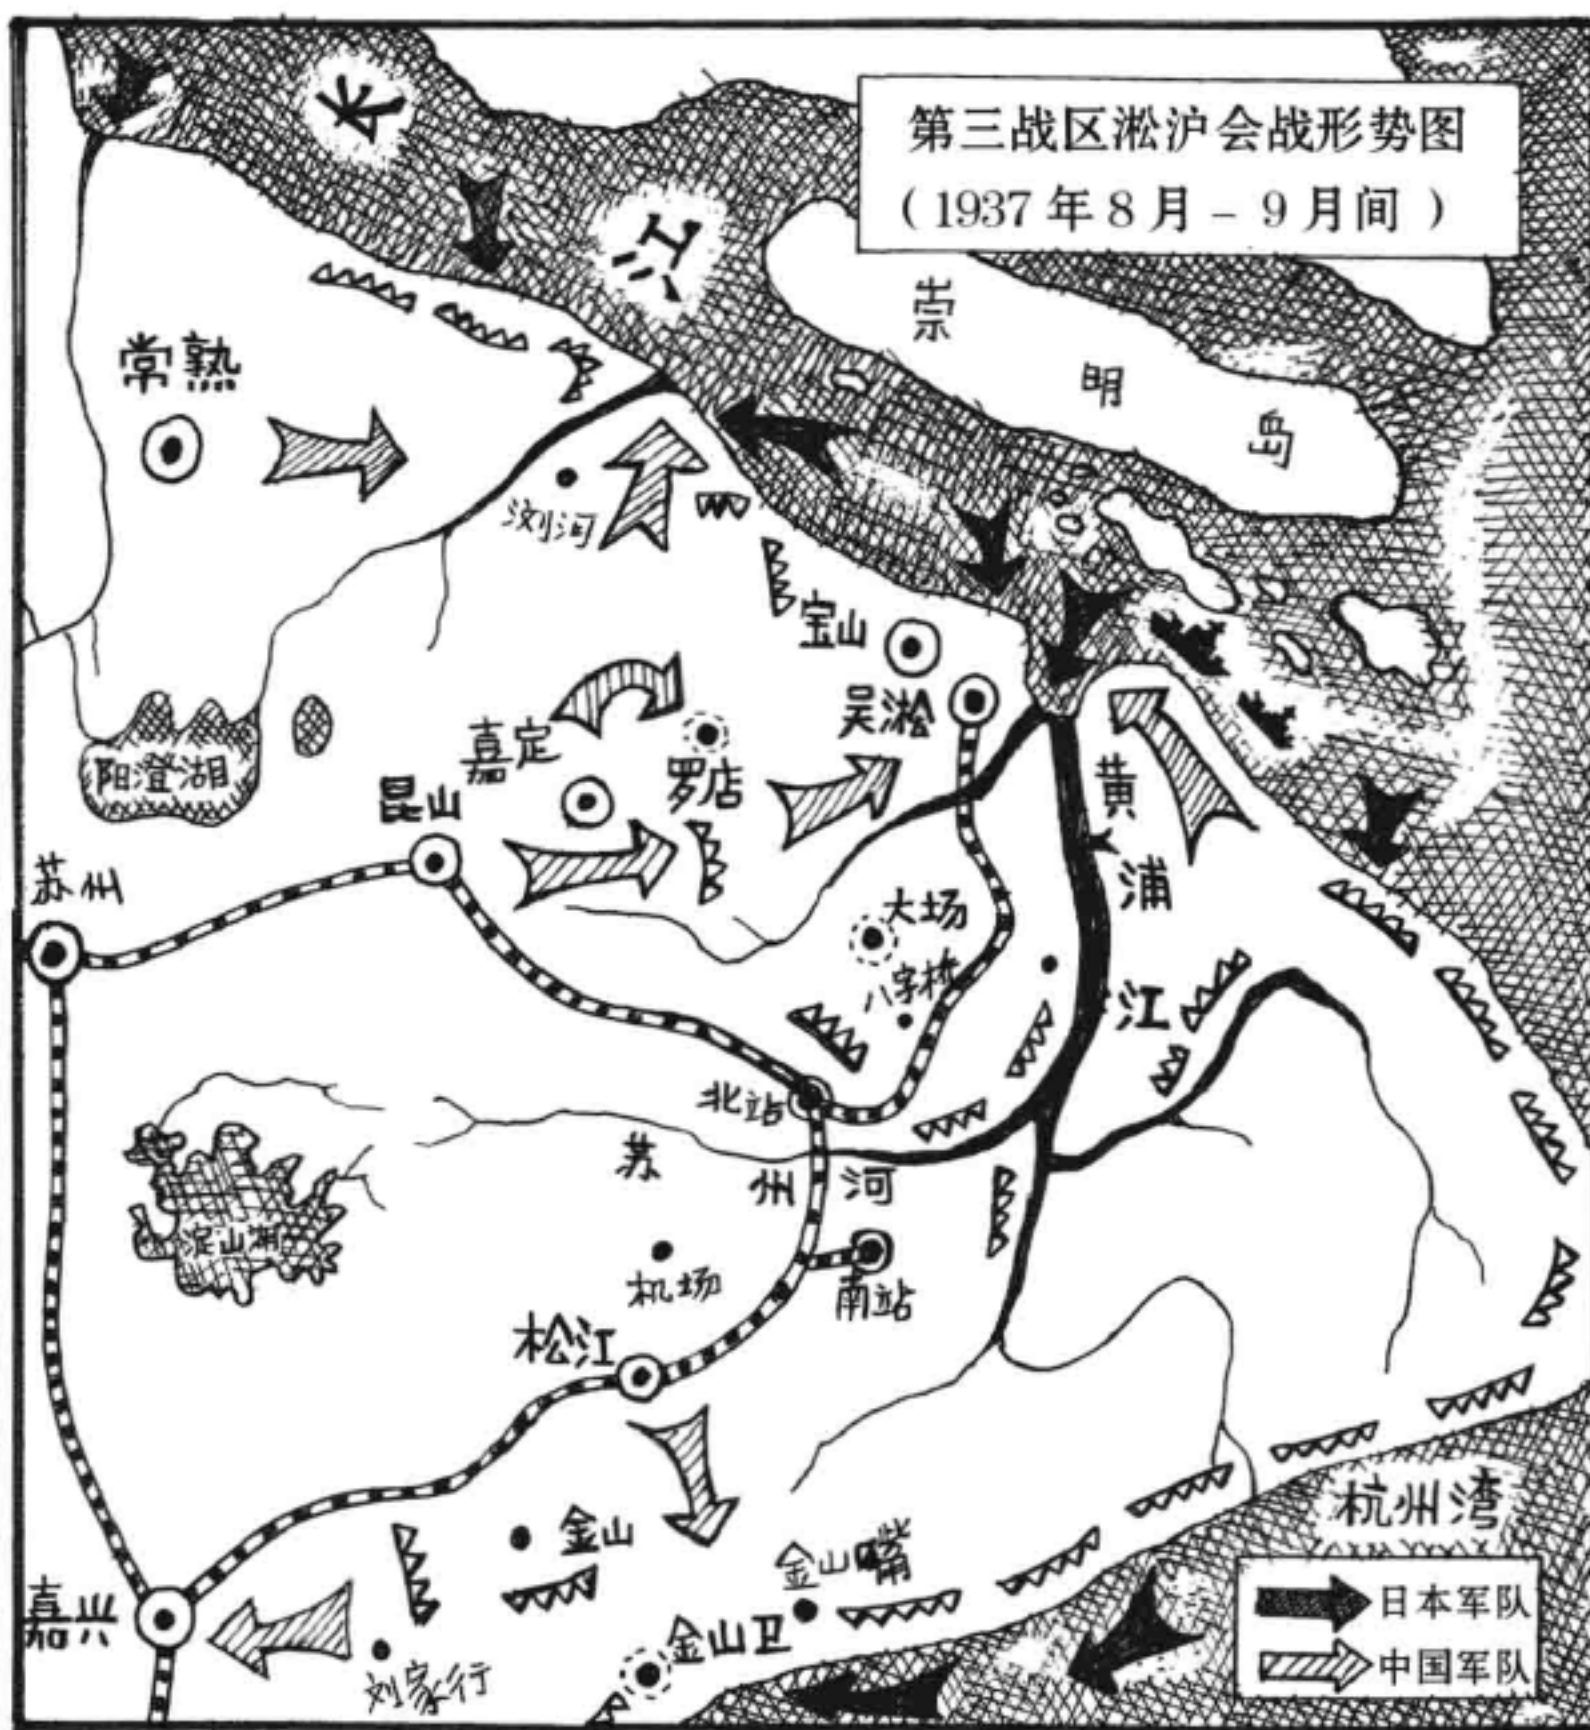 第三战区淞沪会战形势图
（1937年8月－9月间）
长江
崇明岛
常熟
浏河
宝山
吴淞
嘉定
罗店
阳澄湖
昆山
苏州
黄浦江
大场
八字桥
北站
苏州河
淀山湖
机场
南站
松江
金山
金山嘴
杭州湾
嘉兴
刘家行
金山卫
日本军队
中国军队